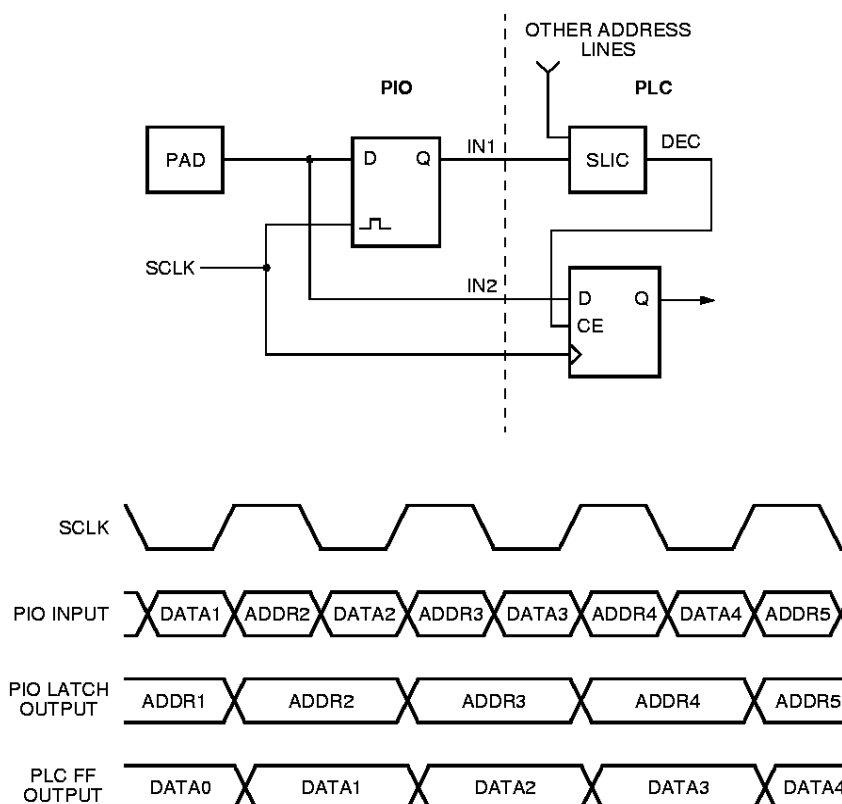 OTHER ADDRESS
LINES
PIO
PLC
PAD
D Q
IN1
SLIC
DEC
SCLK
IN2
D Q
CE
SCLK
PIO INPUT
DATA1 ADDR2 DATA2 ADDR3 DATA3 ADDR4 DATA4 ADDR5
PIO LATCH
OUTPUT
ADDR1 ADDR2 ADDR3 ADDR4 ADDR5
PLC FF
OUTPUT
DATA0 DATA1 DATA2 DATA3 DATA4